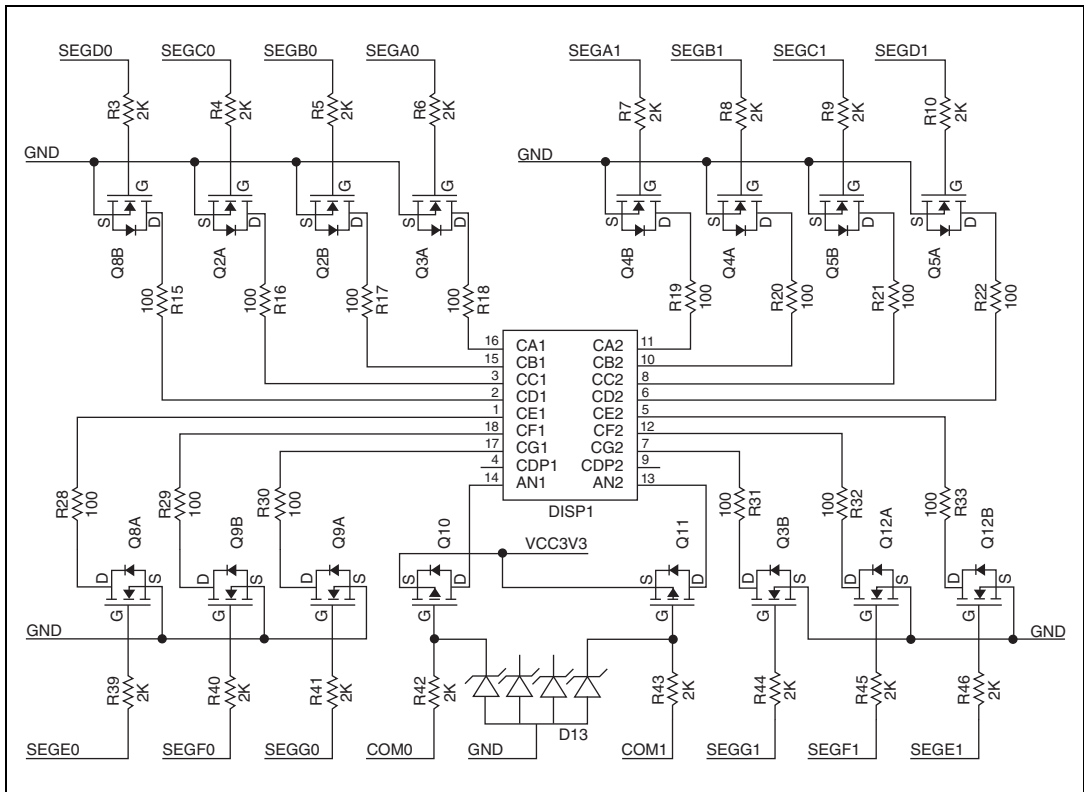 SEGD0 SEGC0 SEGB0 SEGA0 SEGA1 SEGB1 SEGC1 SEGD1
R3 2K R4 2K R5 2K R6 2K R7 2K R8 2K R9 2K R10 2K
GND GND
G G G G G G G G
S D S D S D S D S D S D S D S D
Q8B Q2A Q2B Q3A Q4B Q4A Q5B Q5A
100 R15 100 R16 100 R17 100 R18 R19 100 R20 100 R21 100 R22 100
16 CA1 CA2 11
15 CB1 CB2 10
3 CC1 CC2 8
2 CD1 CD2 6
1 CE1 CE2 5
18 CF1 CF2 12
17 CG1 CG2 7
4 CDP1 CDP2 9
14 AN1 AN2 13
DISP1
R28 100 R29 100 R30 100 100 R31 100 R32 100 R33
Q8A Q9B Q9A Q10 VCC3V3 Q11 Q3B Q12A Q12B
D S D S D S S D S D D S D S D S
G G G G G G G G
GND GND
R39 2K R40 2K R41 2K R42 2K R43 2K R44 2K R45 2K R46 2K
D13
SEGE0 SEGF0 SEGG0 COM0 GND COM1 SEGG1 SEGF1 SEGE1